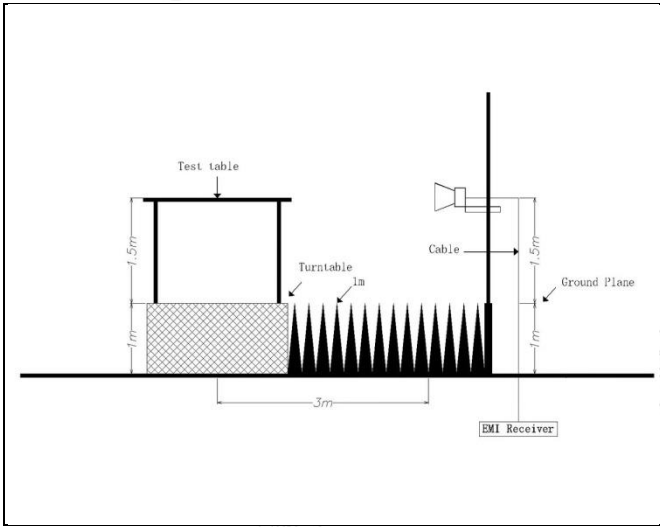 Test table
1.5m
Turntable
1m
Cable
1.5m
Ground Plane
1m
1m
3m
EMI Receiver